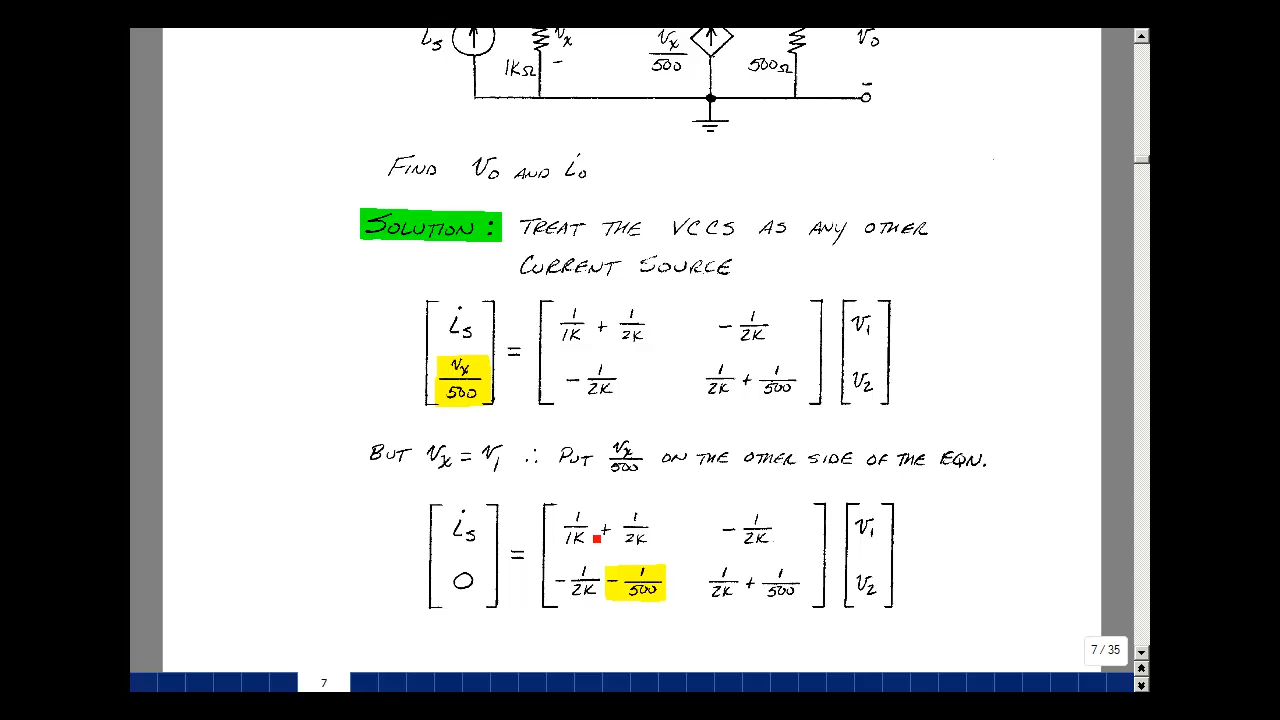 is 1KΩ vx − vx/500 500Ω v0 −
FIND v0 AND i0
SOLUTION: TREAT THE VCCS AS ANY OTHER
CURRENT SOURCE
[is] = [1/1K + 1/2K   −1/2K] [v1]
[vx/500]   [−1/2K   1/2K + 1/500] [v2]
BUT vx = v1 ∴ PUT vx/500 ON THE OTHER SIDE OF THE EQN.
[is] = [1/1K + 1/2K   −1/2K] [v1]
[0]   [−1/2K − 1/500   1/2K + 1/500] [v2]
7 / 35
7